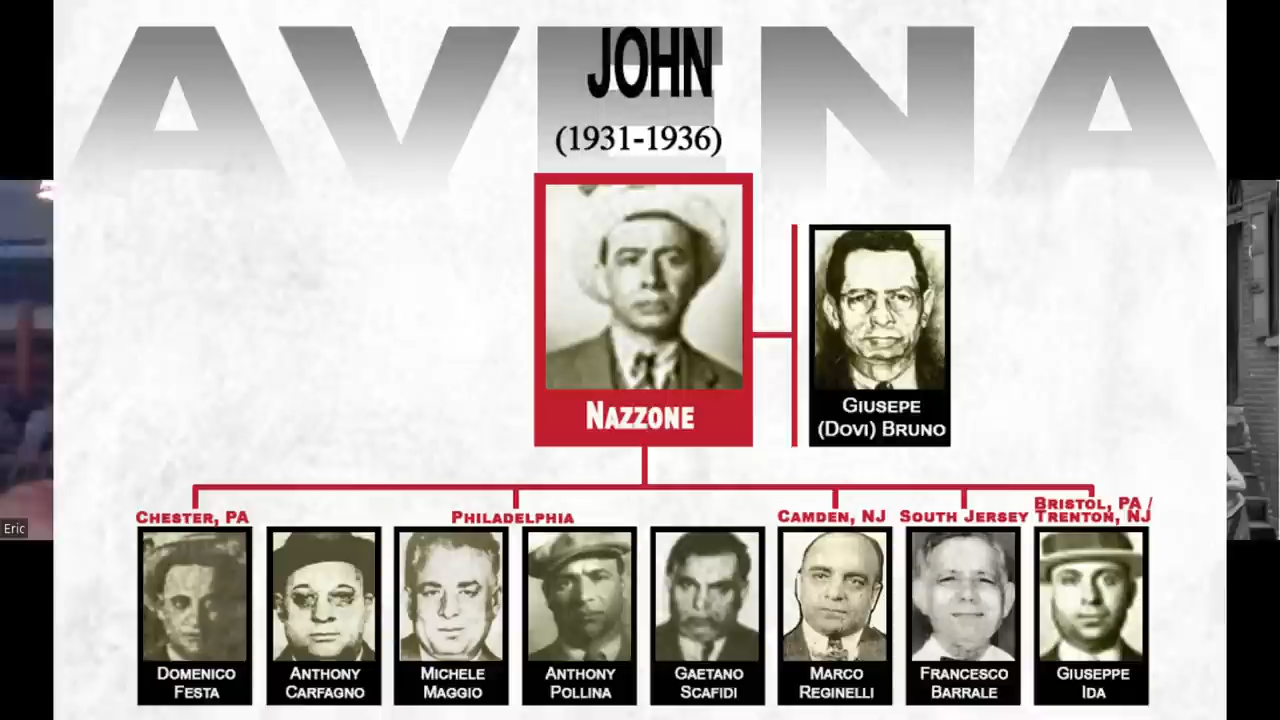 AVENA
JOHN
(1931-1936)
NAZZONE
GIUSEPE
(DOVI) BRUNO
CHESTER, PA
PHILADELPHIA
CAMDEN, NJ
SOUTH JERSEY
BRISTOL, PA /
TRENTON, NJ
DOMENICO
FESTA
ANTHONY
CARFAGNO
MICHELE
MAGGIO
ANTHONY
POLLINA
GAETANO
SCAFIDI
MARCO
REGINELLI
FRANCESCO
BARRALE
GIUSEPPE
IDA
Eric